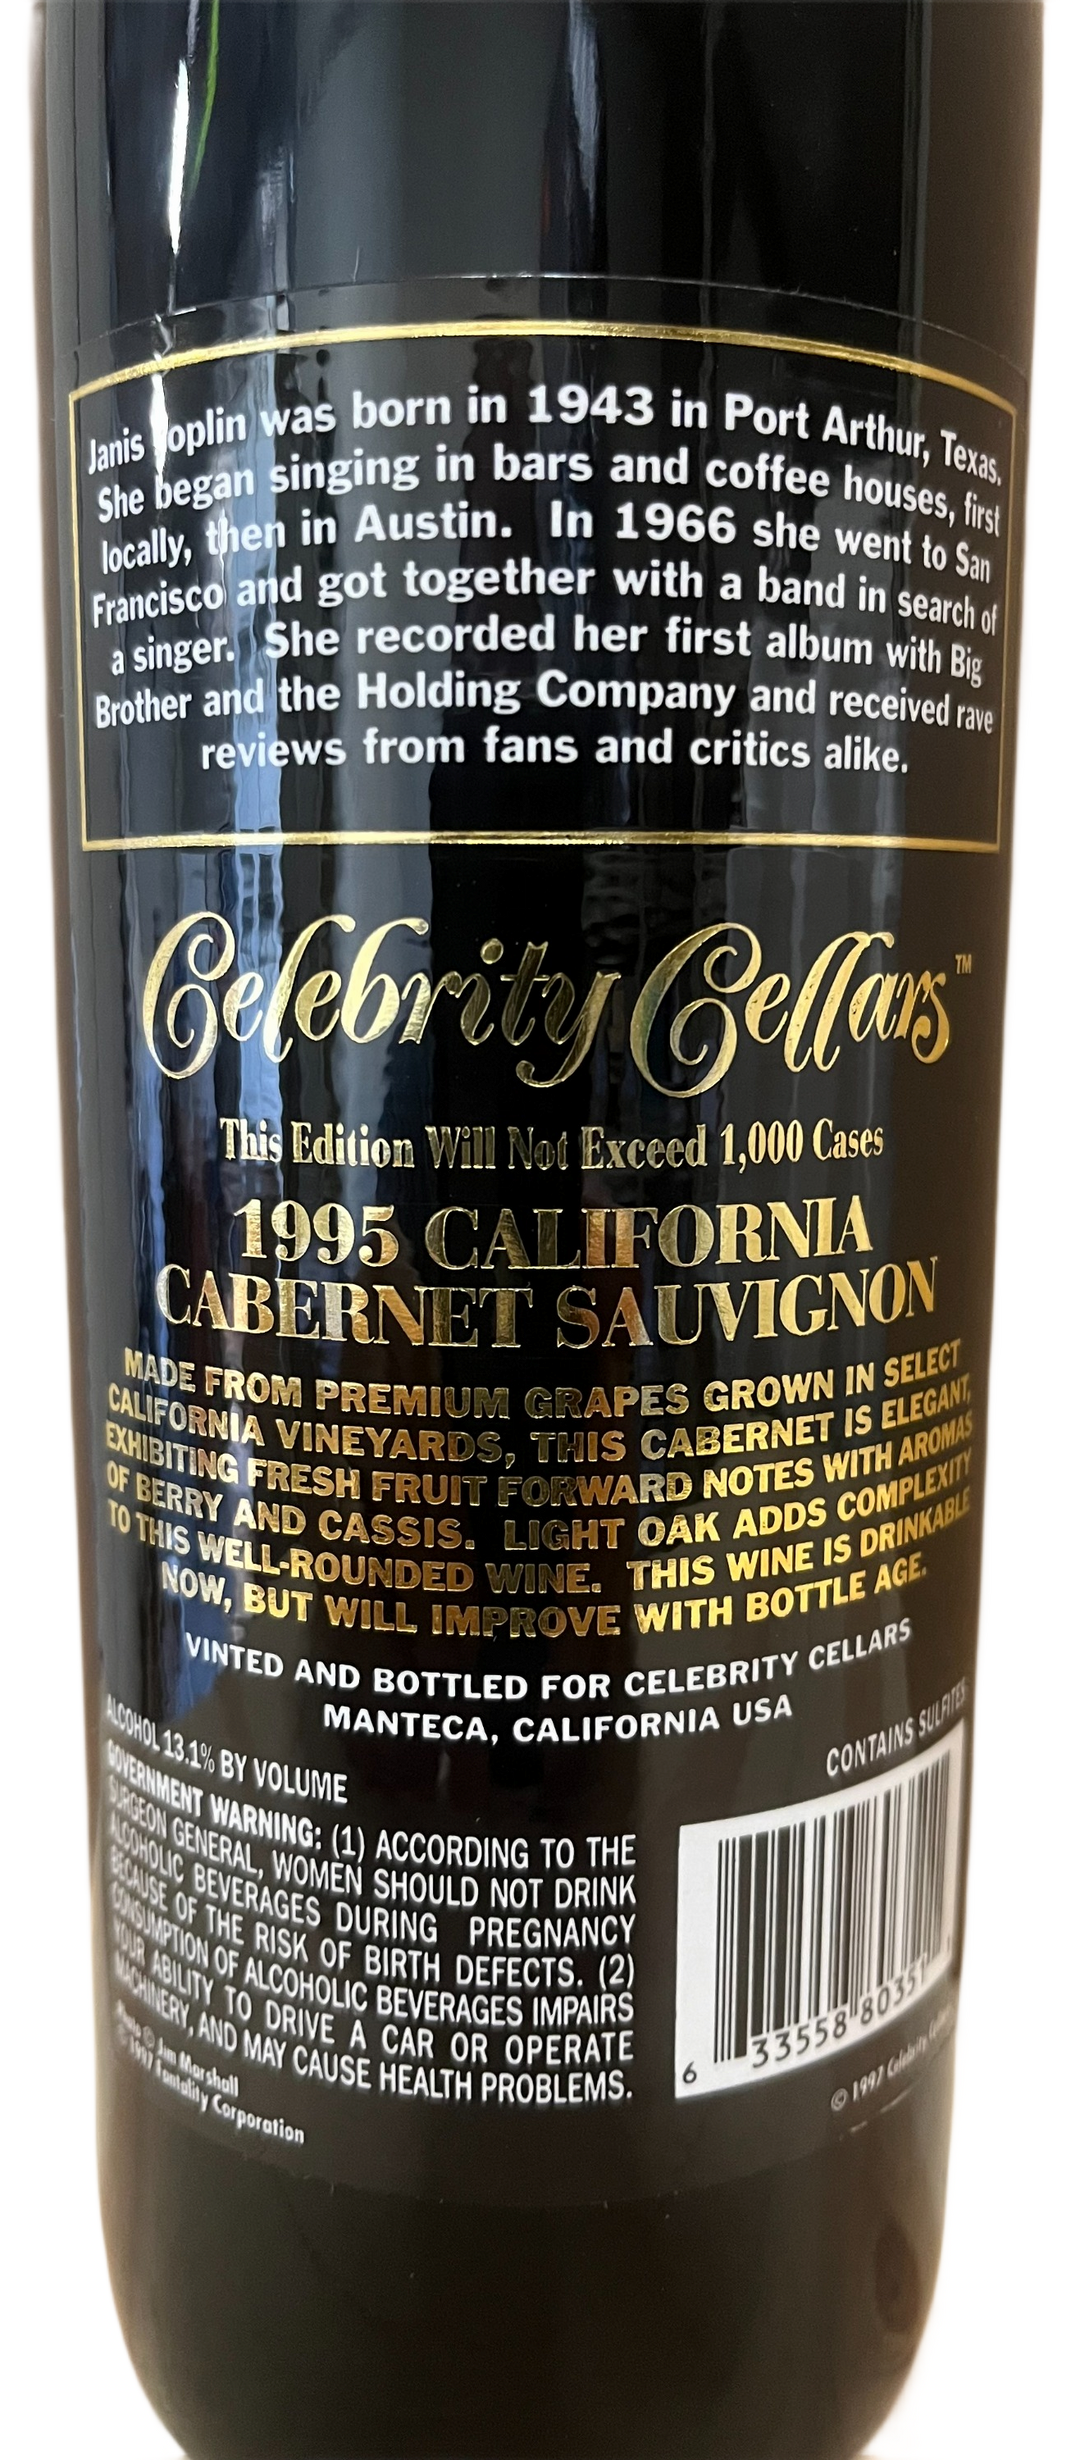 Janis Joplin was born in 1943 in Port Arthur, Texas.
She began singing in bars and coffee houses, first
locally, then in Austin. In 1966 she went to San
Francisco and got together with a band in search of
a singer. She recorded her first album with Big
Brother and the Holding Company and received rave
reviews from fans and critics alike.
Celebrity Cellars™
This Edition Will Not Exceed 1,000 Cases
1995 CALIFORNIA
CABERNET SAUVIGNON
MADE FROM PREMIUM GRAPES GROWN IN SELECT
CALIFORNIA VINEYARDS, THIS CABERNET IS ELEGANT,
EXHIBITING FRESH FRUIT FORWARD NOTES WITH AROMAS
OF BERRY AND CASSIS. LIGHT OAK ADDS COMPLEXITY
TO THIS WELL-ROUNDED WINE. THIS WINE IS DRINKABLE
NOW, BUT WILL IMPROVE WITH BOTTLE AGE.
VINTED AND BOTTLED FOR CELEBRITY CELLARS
MANTECA, CALIFORNIA USA
ALCOHOL 13.1% BY VOLUME
CONTAINS SULFITES
GOVERNMENT WARNING: (1) ACCORDING TO THE
SURGEON GENERAL, WOMEN SHOULD NOT DRINK
ALCOHOLIC BEVERAGES DURING PREGNANCY
BECAUSE OF THE RISK OF BIRTH DEFECTS. (2)
CONSUMPTION OF ALCOHOLIC BEVERAGES IMPAIRS
YOUR ABILITY TO DRIVE A CAR OR OPERATE
MACHINERY, AND MAY CAUSE HEALTH PROBLEMS.
Photo © Jim Marshall
© 1997 Fantality Corporation
6 33558 80351
© 1997 Celebrity